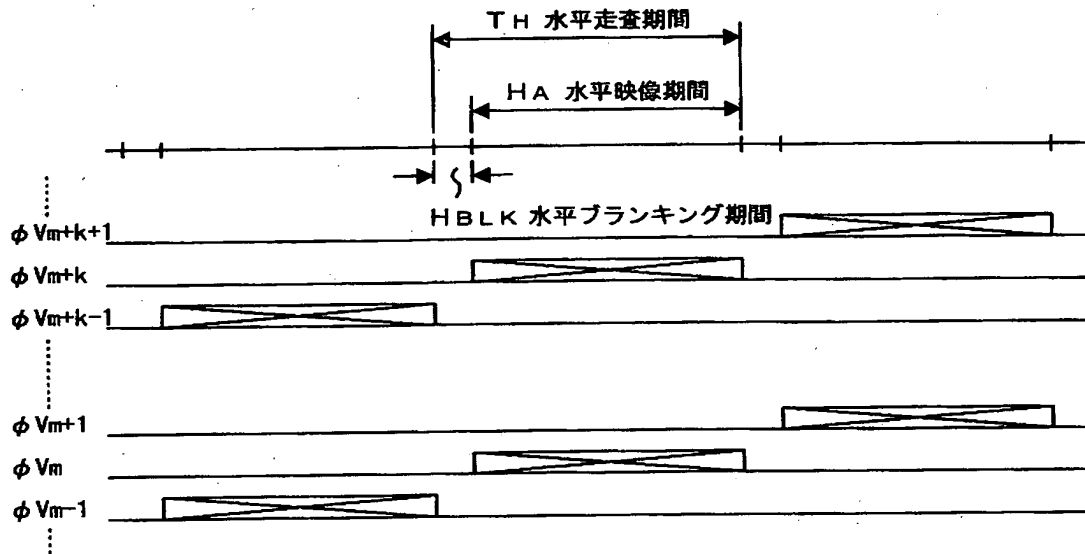 TH 水平走査期間
HA 水平映像期間
HBLK 水平ブランキング期間
φVm+k+1
φVm+k
φVm+k-1
φVm+1
φVm
φVm-1